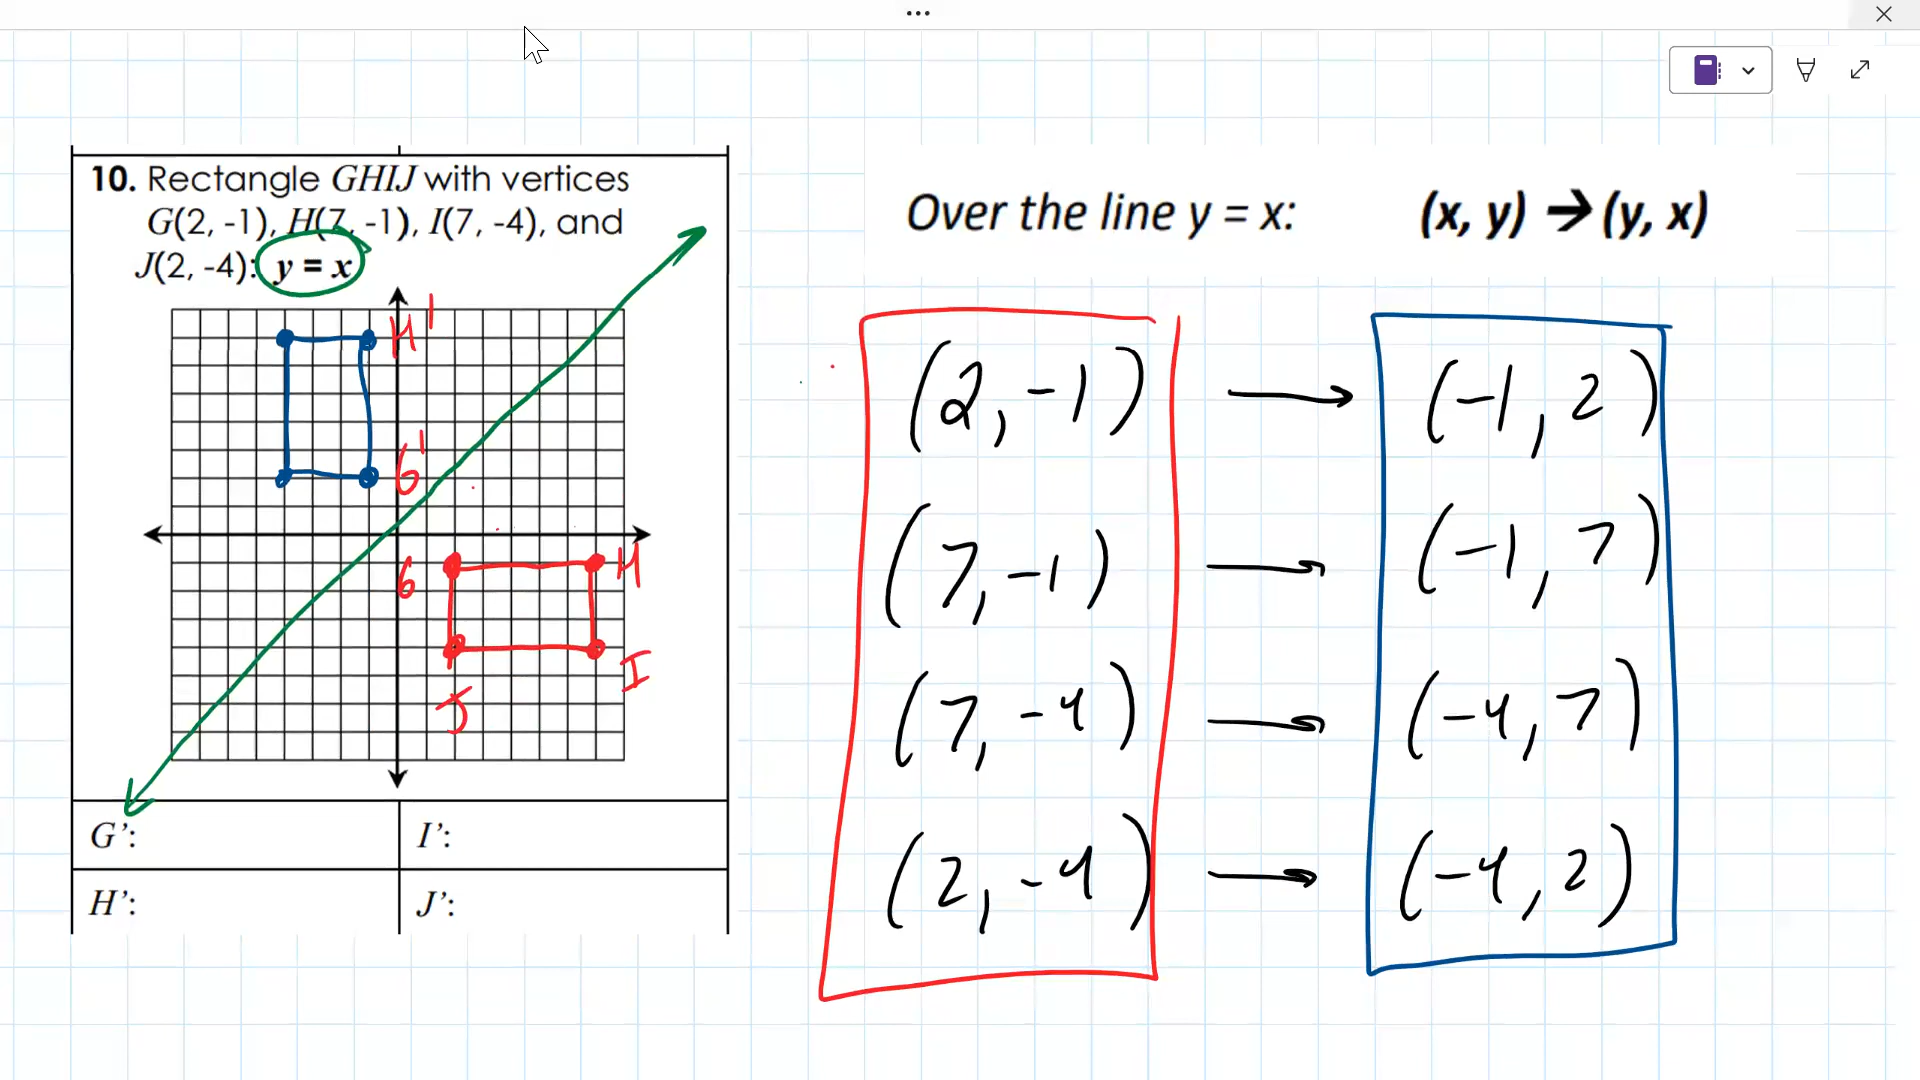 10. Rectangle GHIJ with vertices
G(2, -1), H(7, -1), I(7, -4), and
J(2, -4): y = x
H'
G'
G
H
I
J
G’:
I’:
H’:
J’:
Over the line y = x: (x, y) → (y, x)
(2, -1) → (-1, 2)
(7, -1) → (-1, 7)
(7, -4) → (-4, 7)
(2, -4) → (-4, 2)